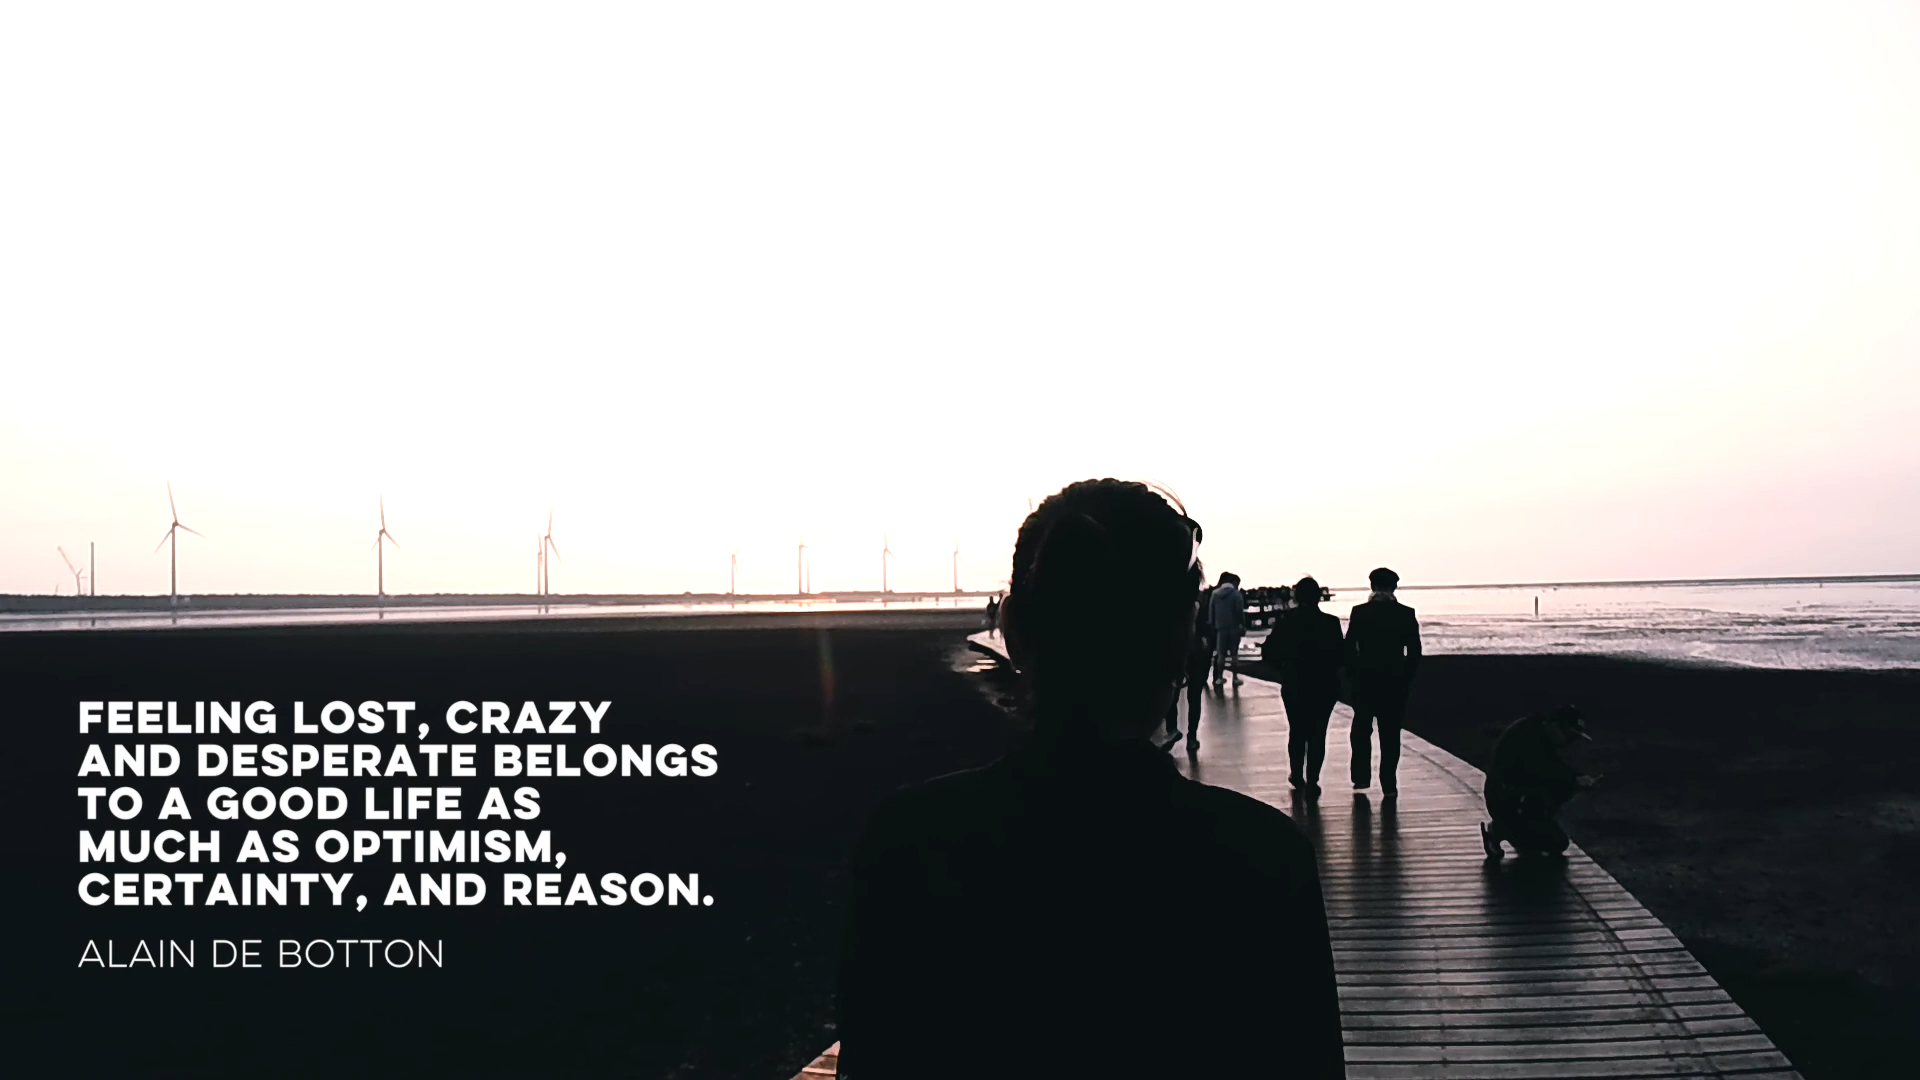 FEELING LOST, CRAZY
AND DESPERATE BELONGS
TO A GOOD LIFE AS
MUCH AS OPTIMISM,
CERTAINTY, AND REASON.
ALAIN DE BOTTON